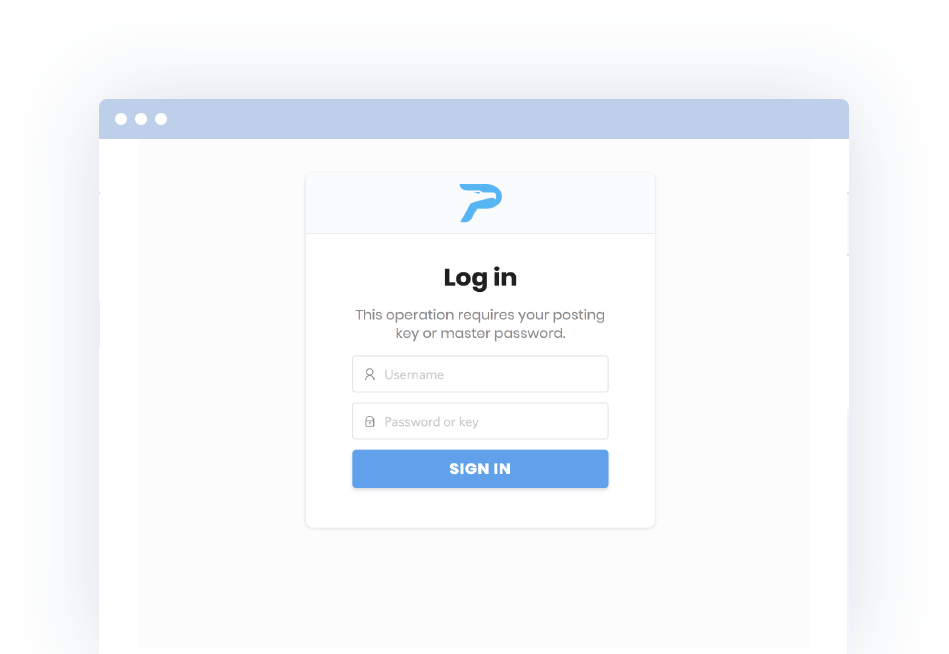 Log in
This operation requires your posting
key or master password.
Username
Password or key
SIGN IN